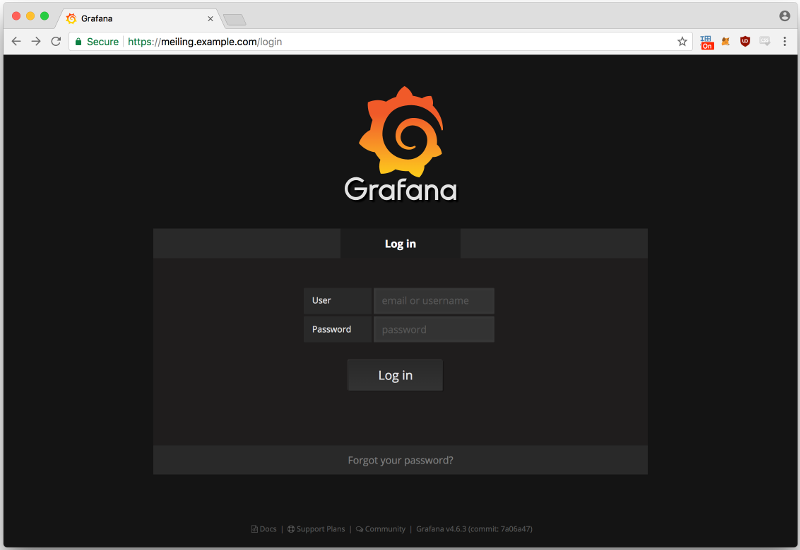 Grafana
Secure https://meiling.example.com/login
On
Grafana
Log in
User email or username
Password password
Log in
Forgot your password?
Docs | Support Plans | Community | Grafana v4.6.3 (commit: 7a06a47)